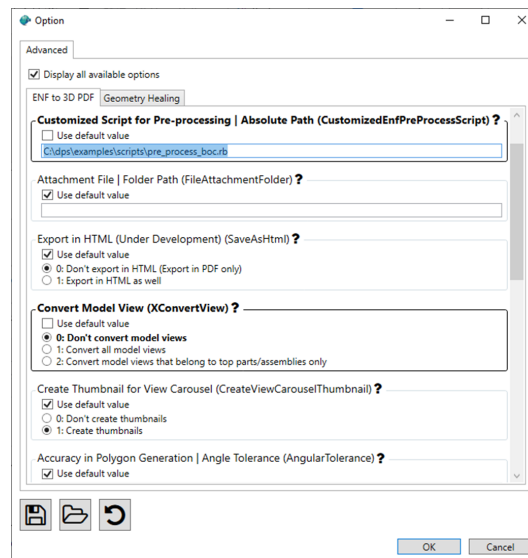 Option
Advanced
Display all available options
ENF to 3D PDF Geometry Healing
Customized Script for Pre-processing | Absolute Path (CustomizedEnfPreProcessScript) ?
Use default value
C:\dps\examples\scripts\pre_process_boc.rb
Attachment File | Folder Path (FileAttachmentFolder) ?
Use default value
Export in HTML (Under Development) (SaveAsHtml) ?
Use default value
0: Don't export in HTML (Export in PDF only)
1: Export in HTML as well
Convert Model View (XConvertView) ?
Use default value
0: Don't convert model views
1: Convert all model views
2: Convert model views that belong to top parts/assemblies only
Create Thumbnail for View Carousel (CreateViewCarouselThumbnail) ?
Use default value
0: Don't create thumbnails
1: Create thumbnails
Accuracy in Polygon Generation | Angle Tolerance (AngularTolerance) ?
Use default value
OK Cancel